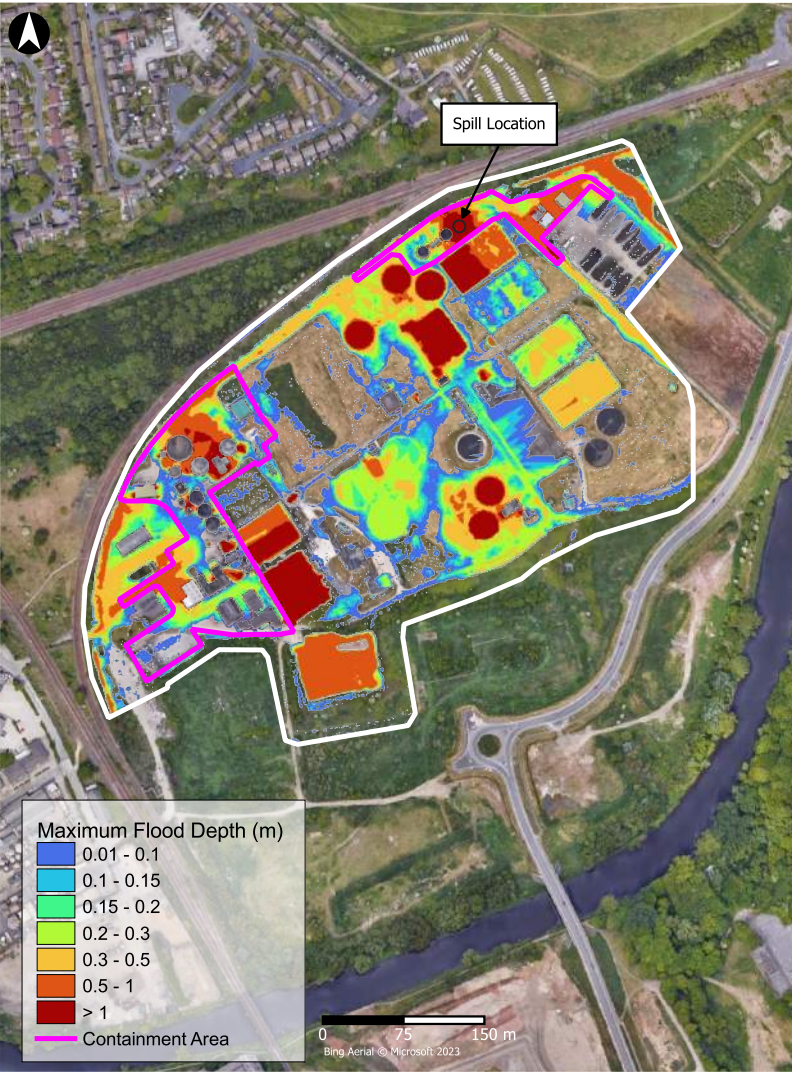 Spill Location
Maximum Flood Depth (m)
0.01 - 0.1
0.1 - 0.15
0.15 - 0.2
0.2 - 0.3
0.3 - 0.5
0.5 - 1
> 1
Containment Area
0 75 150 m
Bing Aerial © Microsoft 2023